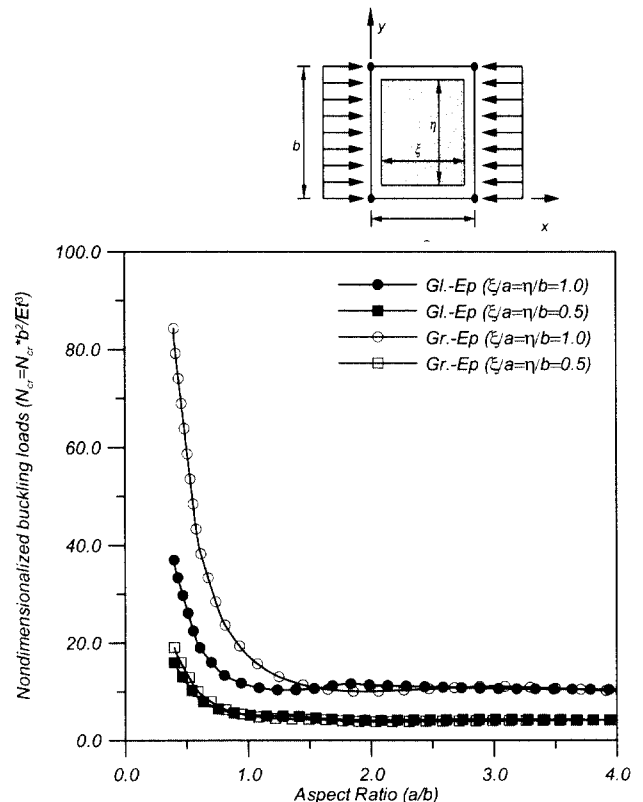 y
b
η
ξ
x
100.0
80.0
60.0
40.0
20.0
0.0
Nondimensionalized buckling loads (N_cr=N_cr*b²/Et³)
Gl.-Ep (ξ/a=η/b=1.0)
Gl.-Ep (ξ/a=η/b=0.5)
Gr.-Ep (ξ/a=η/b=1.0)
Gr.-Ep (ξ/a=η/b=0.5)
0.0 1.0 2.0 3.0 4.0
Aspect Ratio (a/b)